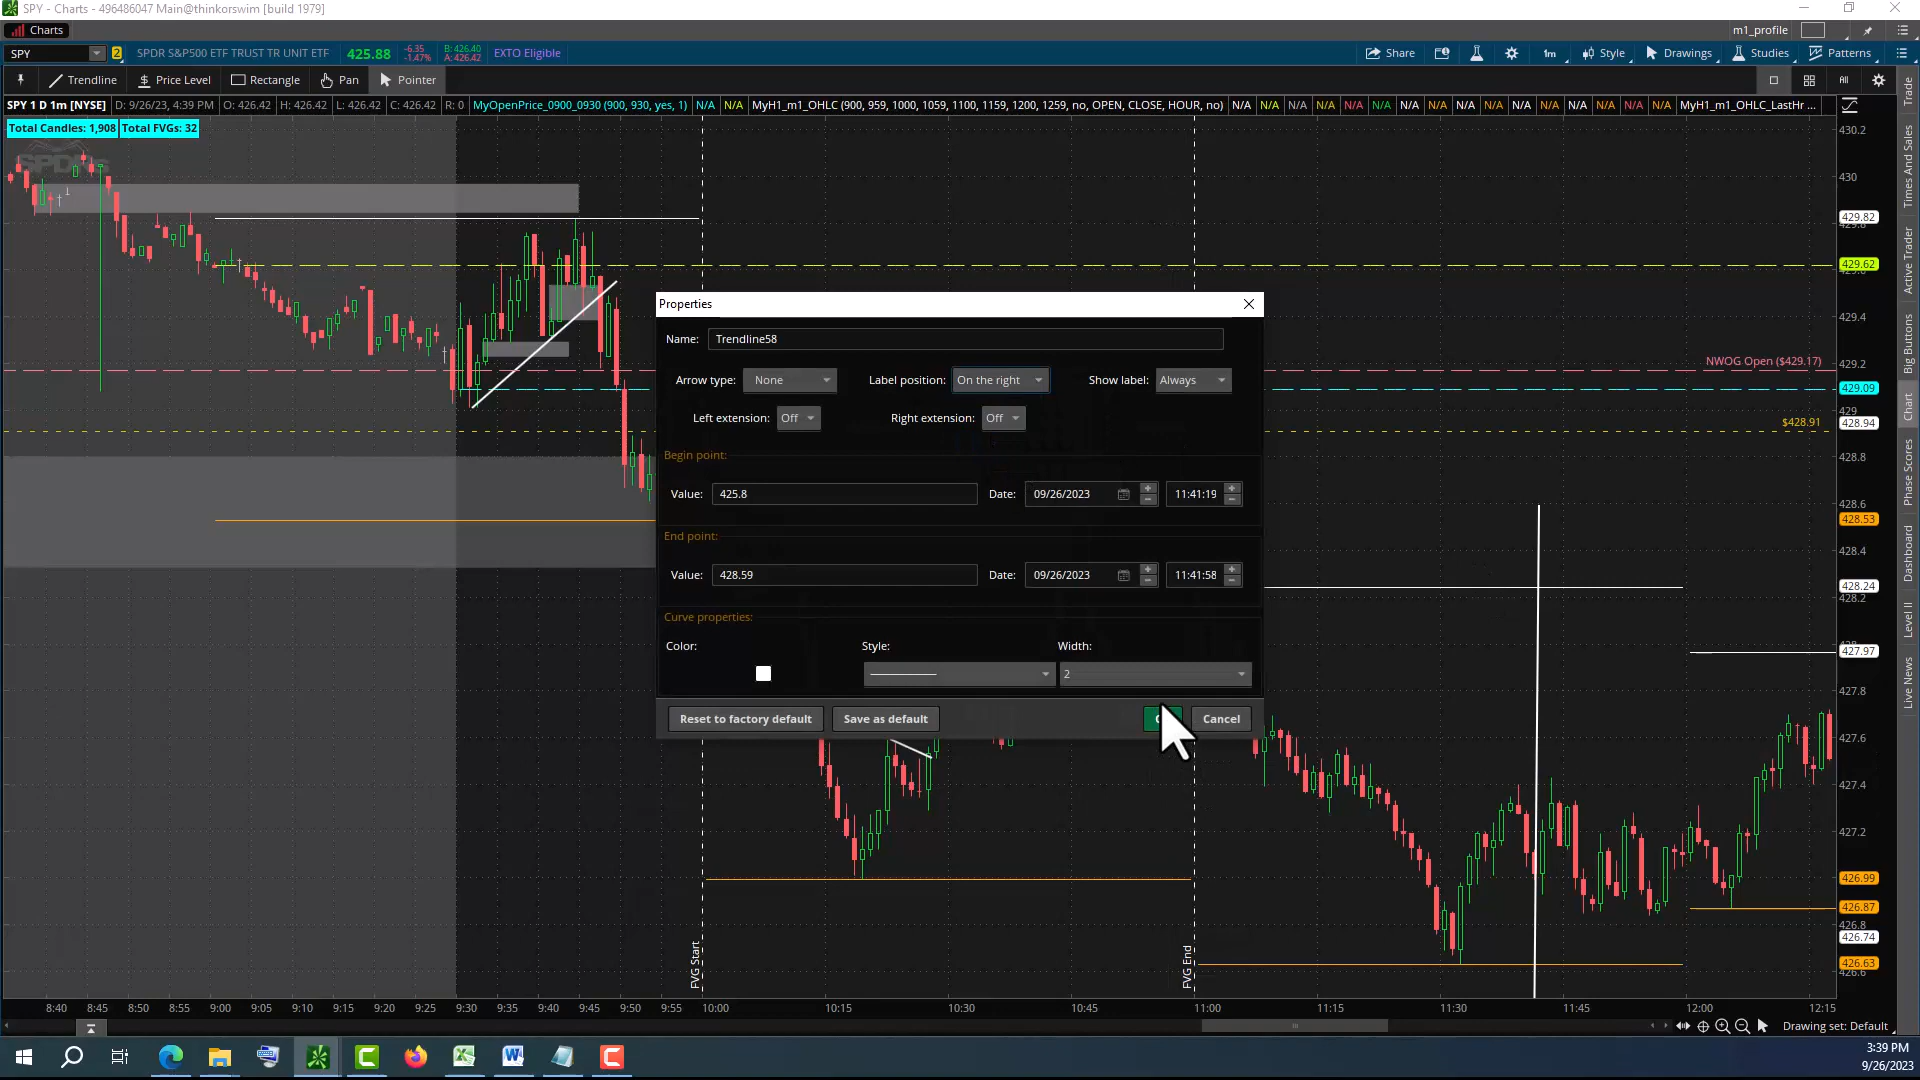 SPY - Charts - 496486047 Main@thinkorswim [build 1979]
Charts
m1_profile
SPY
2
SPDR S&P500 ETF TRUST TR UNIT ETF
425.88
-6.35
-1.47%
B: 426.40
A: 426.42
EXTO Eligible
Share
1m
Style
Drawings
Studies
Patterns
Trendline
Price Level
Rectangle
Pan
Pointer
All
SPY 1 D 1m [NYSE]
D: 9/26/23, 4:39 PM
O: 426.42
H: 426.42
L: 426.42
C: 426.42
R: 0
MyOpenPrice_0900_0930 (900, 930, yes, 1)
N/A
N/A
MyH1_m1_OHLC (900, 959, 1000, 1059, 1100, 1159, 1200, 1259, no, OPEN, CLOSE, HOUR, no)
N/A N/A N/A N/A N/A N/A N/A N/A N/A N/A N/A N/A N/A N/A N/A N/A
MyH1_m1_OHLC_LastHr ...
Total Candles: 1,908
Total FVGs: 32
SPDRs
Properties
Name:
Trendline58
Arrow type:
None
Label position:
On the right
Show label:
Always
Left extension:
Off
Right extension:
Off
Begin point:
Value:
425.8
Date:
09/26/2023
11:41:19
End point:
Value:
428.59
Date:
09/26/2023
11:41:58
Curve properties:
Color:
Style:
Width:
2
Reset to factory default
Save as default
Cancel
NWOG Open ($429.17)
$428.91
FVG Start
FVG End
430.2
430
429.82
429.8
429.62
429.4
429.2
429.09
429
428.94
428.8
428.6
428.53
428.4
428.24
428.2
427.97
427.8
427.6
427.4
427.2
426.99
426.87
426.8
426.74
426.63
426.6
Trade
Times And Sales
Active Trader
Big Buttons
Chart
Phase Scores
Dashboard
Level II
Live News
8:40
8:45
8:50
8:55
9:00
9:05
9:10
9:15
9:20
9:25
9:30
9:35
9:40
9:45
9:50
9:55
10:00
10:15
10:30
10:45
11:00
11:15
11:30
11:45
12:00
12:15
Drawing set: Default
3:39 PM
9/26/2023